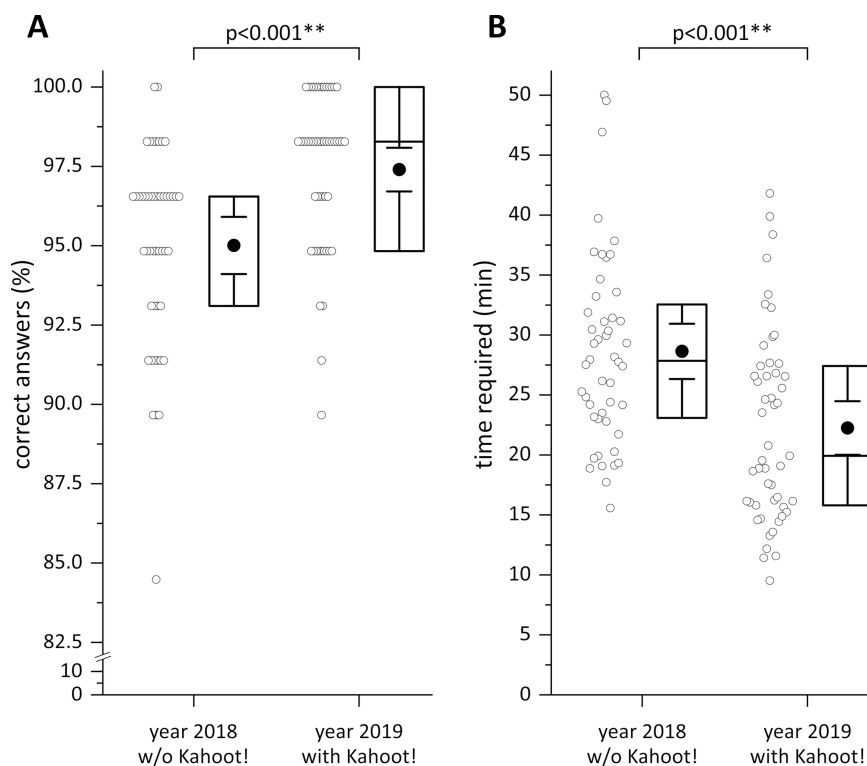 A
p<0.001**
correct answers (%)
100.0
97.5
95.0
92.5
90.0
87.5
85.0
82.5
10
0
year 2018
w/o Kahoot!
year 2019
with Kahoot!
B
p<0.001**
time required (min)
50
45
40
35
30
25
20
15
10
5
0
year 2018
w/o Kahoot!
year 2019
with Kahoot!